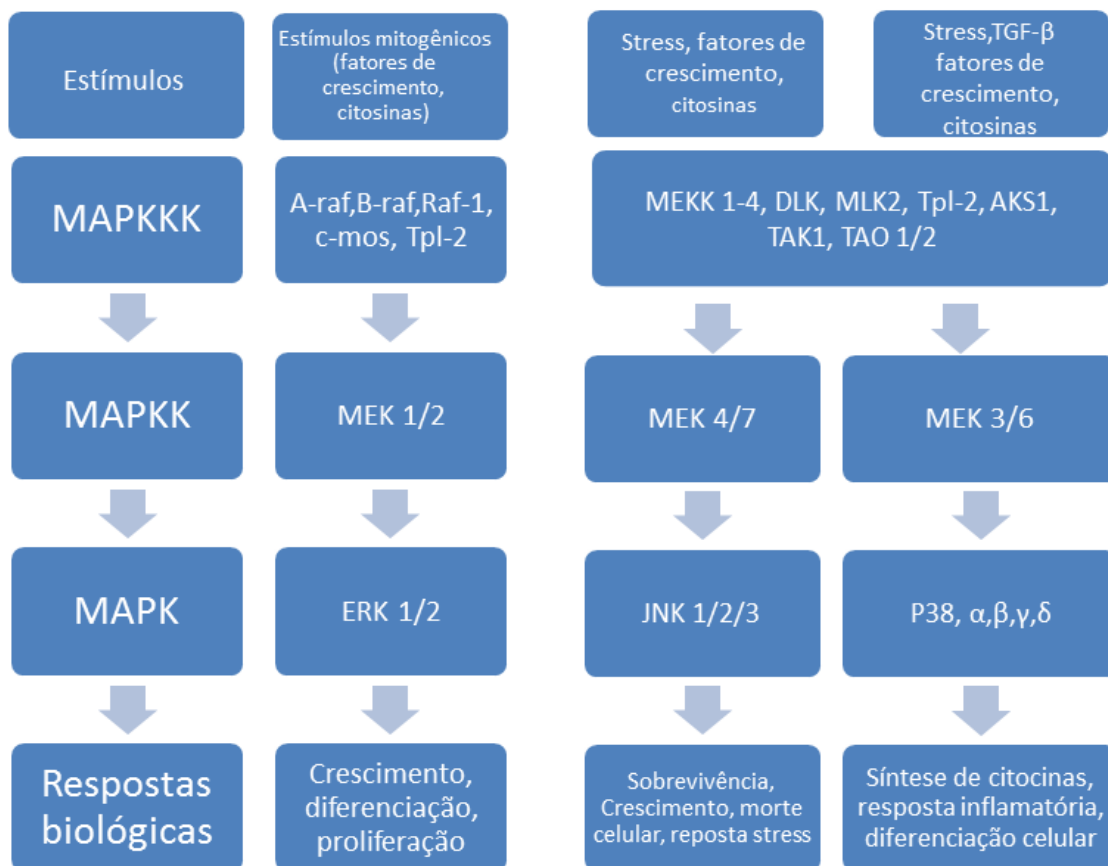 Estímulos
Estímulos mitogênicos
(fatores de
crescimento,
citosinas)
Stress, fatores de
crescimento,
citosinas
Stress,TGF-β
fatores de
crescimento,
citosinas
MAPKKK
A-raf,B-raf,Raf-1,
c-mos, Tpl-2
MEKK 1-4, DLK, MLK2, Tpl-2, AKS1,
TAK1, TAO 1/2
MAPKK
MEK 1/2
MEK 4/7
MEK 3/6
MAPK
ERK 1/2
JNK 1/2/3
P38, α,β,γ,δ
Respostas
biológicas
Crescimento,
diferenciação,
proliferação
Sobrevivência,
Crescimento, morte
celular, reposta stress
Síntese de citocinas,
resposta inflamatória,
diferenciação celular